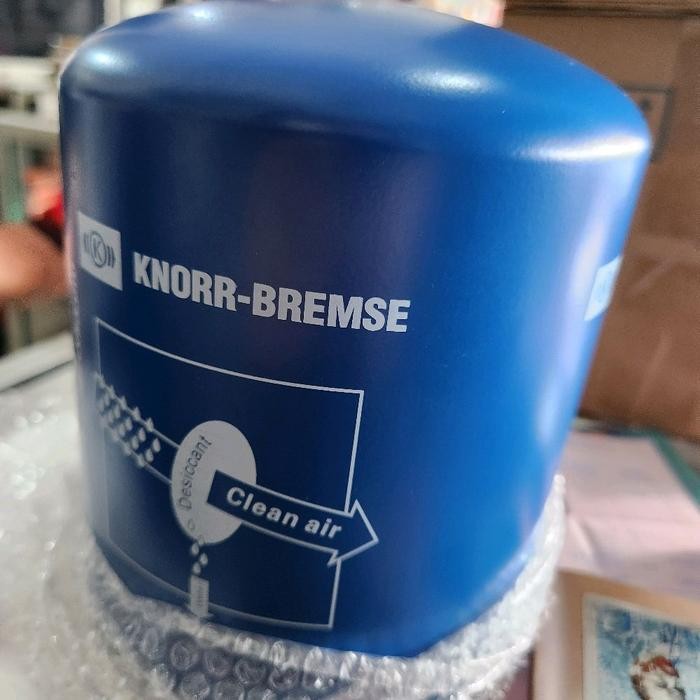 KNORR-BREMSE
Desiccant
Clean air